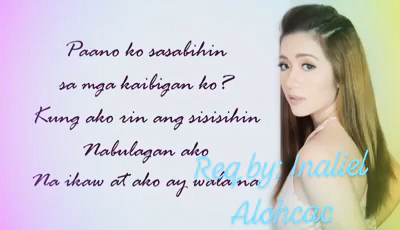 Paano ko sasabihin
sa mga kaibigan ko?
Kung ako rin ang sisisihin
Nabulagan ako
Na ikaw at ako ay wala na
Req by: Inaliel
Alohcac